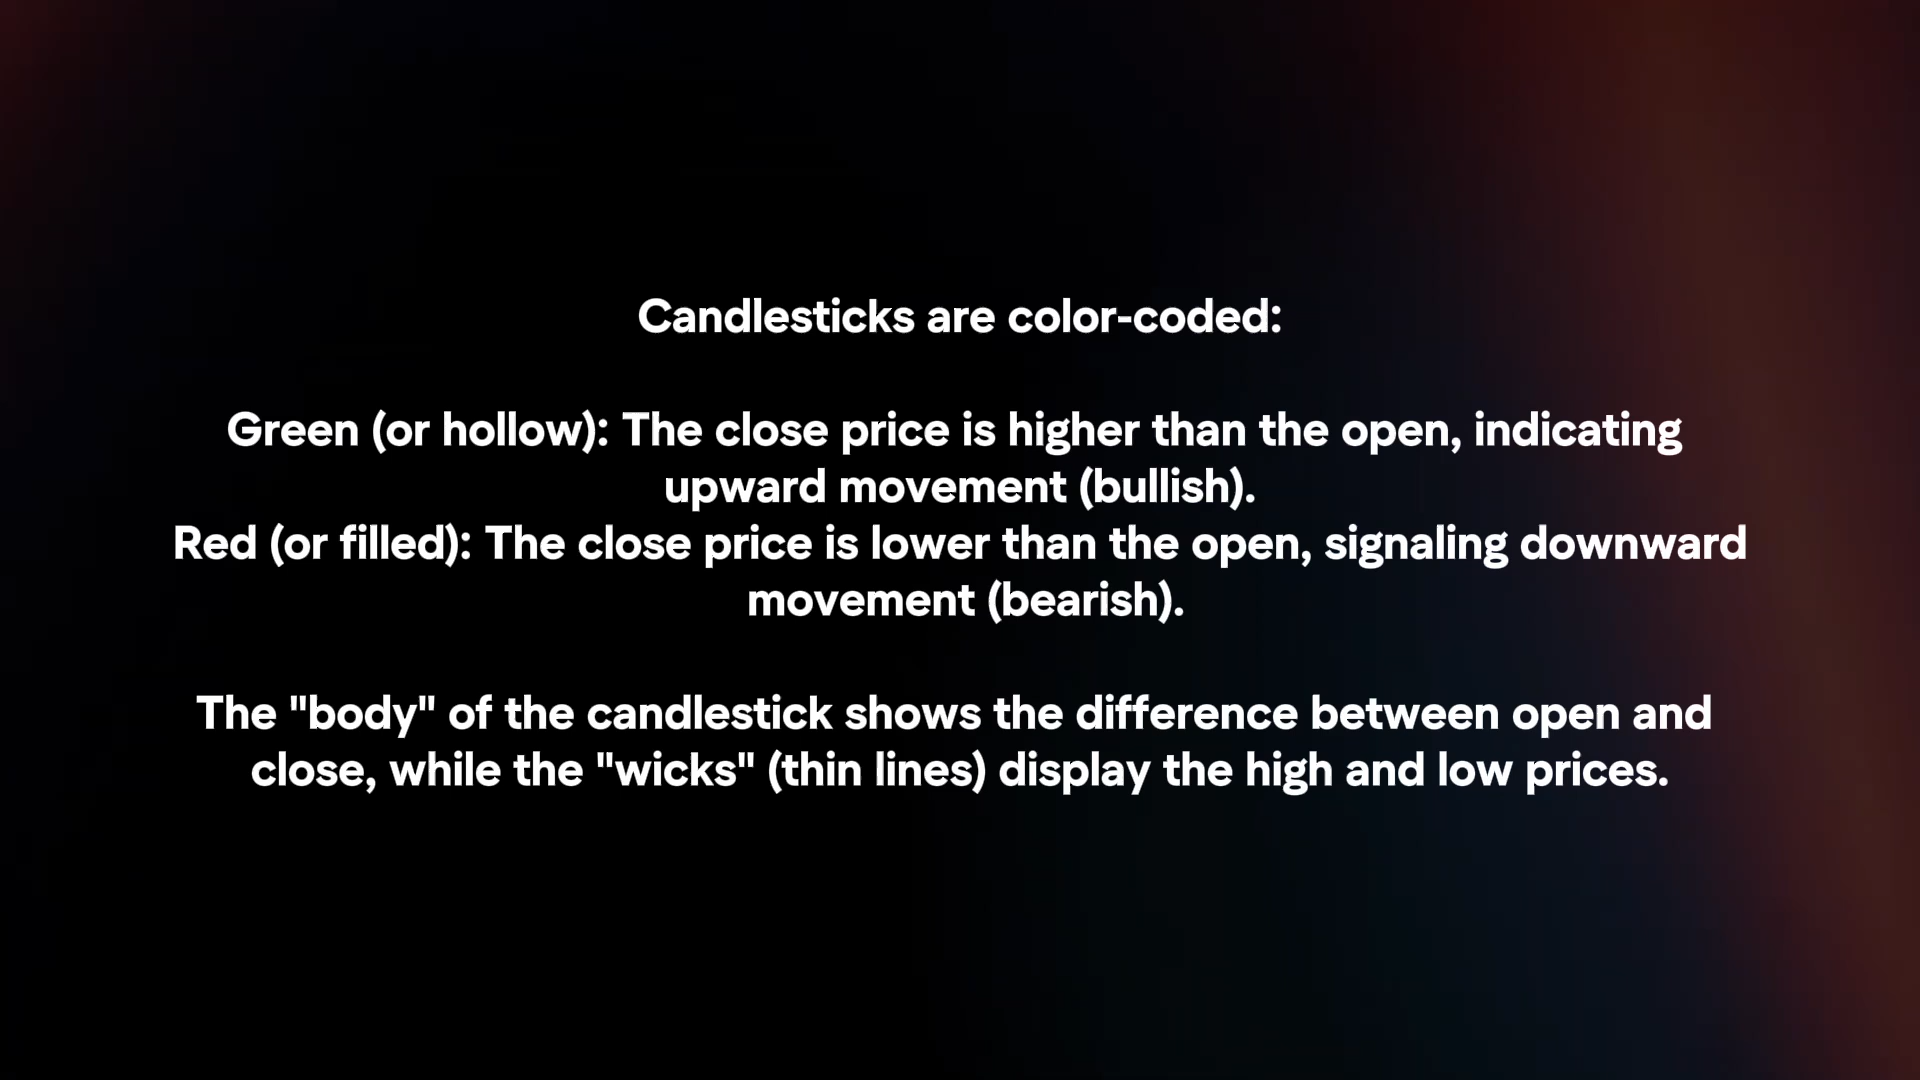 Candlesticks are color-coded:
Green (or hollow): The close price is higher than the open, indicating
upward movement (bullish).
Red (or filled): The close price is lower than the open, signaling downward
movement (bearish).
The "body" of the candlestick shows the difference between open and
close, while the "wicks" (thin lines) display the high and low prices.